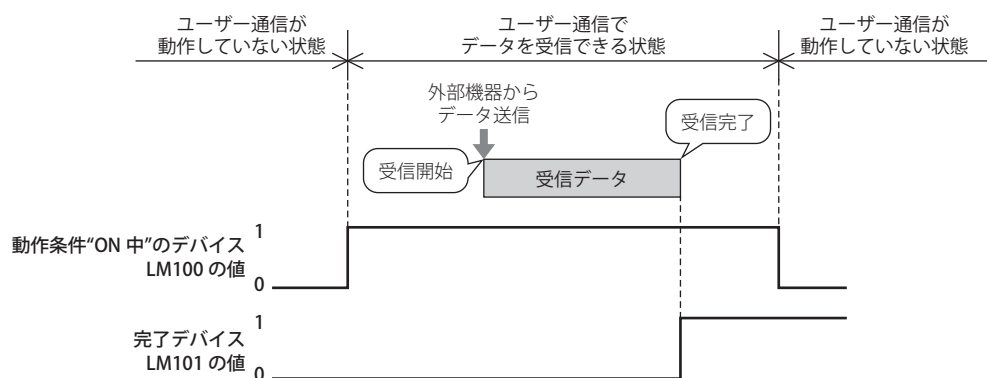 ユーザー通信が
動作していない状態
ユーザー通信で
データを受信できる状態
ユーザー通信が
動作していない状態
外部機器から
データ送信
受信完了
受信開始
受信データ
動作条件“ON 中”のデバイス
LM100 の値
1
0
完了デバイス
LM101 の値
1
0